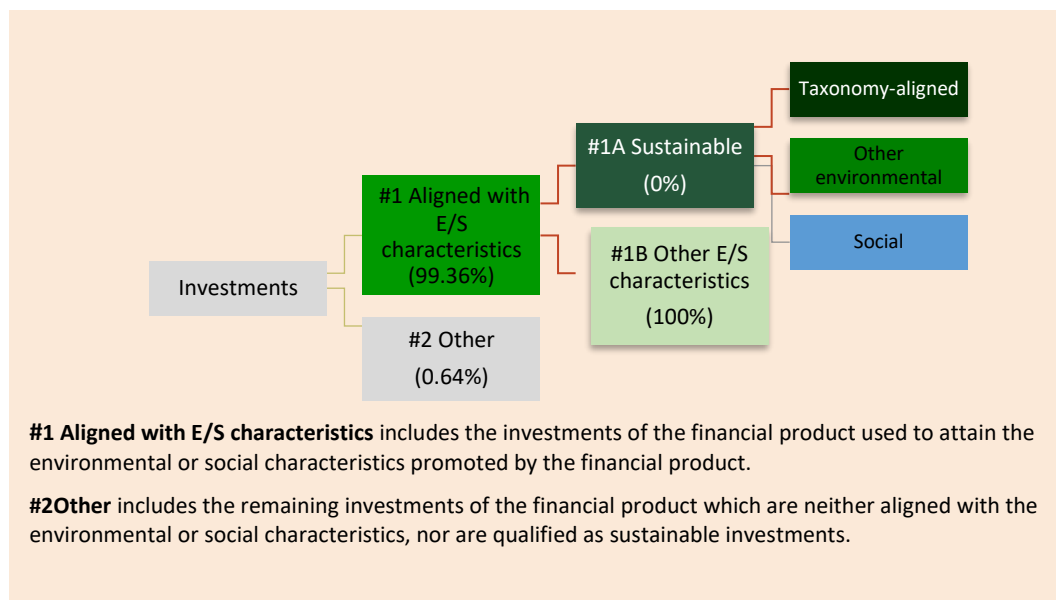 Taxonomy-aligned
#1A Sustainable
(0%)
Other
environmental
#1 Aligned with
E/S
characteristics
(99.36%)
Social
#1B Other E/S
characteristics
(100%)
Investments
#2 Other
(0.64%)
#1 Aligned with E/S characteristics includes the investments of the financial product used to attain the
environmental or social characteristics promoted by the financial product.
#2Other includes the remaining investments of the financial product which are neither aligned with the
environmental or social characteristics, nor are qualified as sustainable investments.